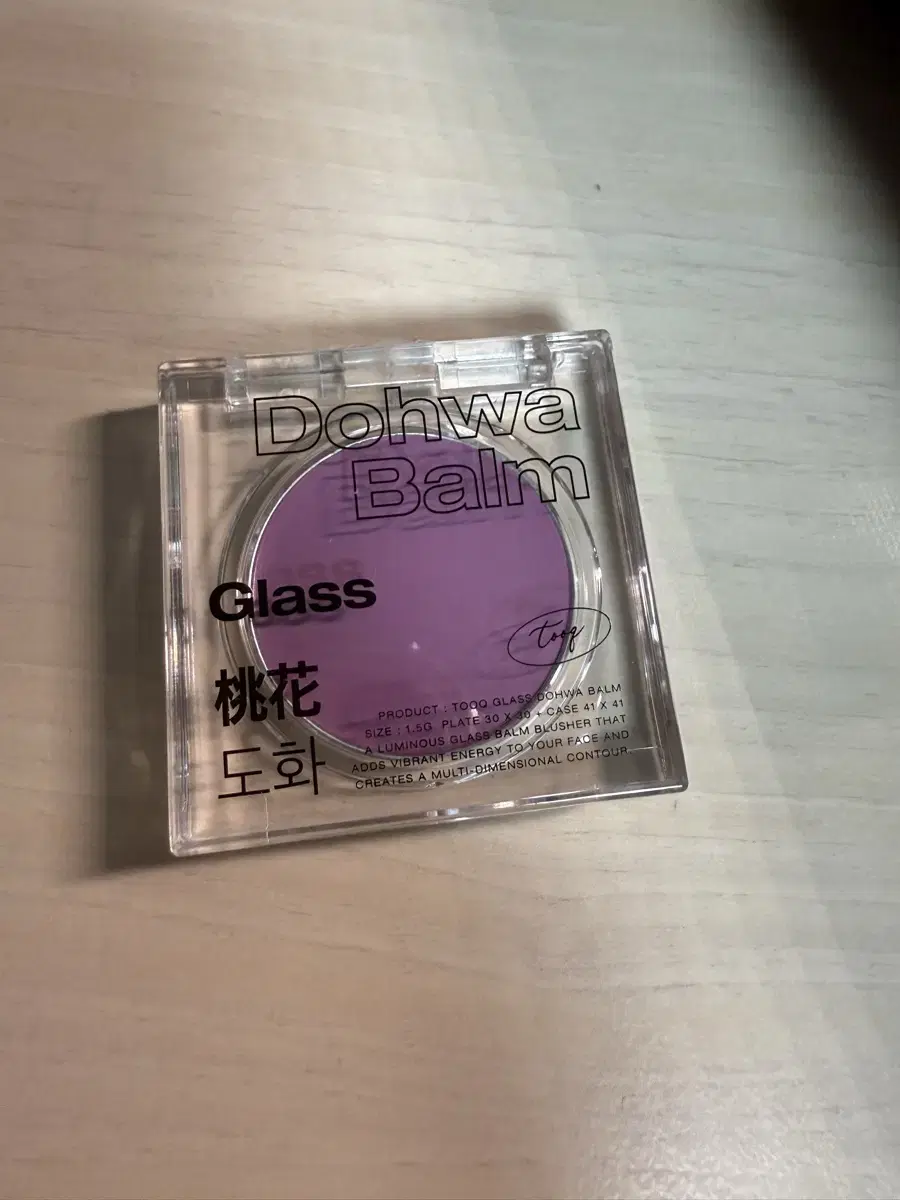 Dohwa
Balm
Glass
tooq
桃花
도화
PRODUCT : TOOQ GLASS DOHWA BALM
SIZE : 1.5G PLATE 30 X 30 + CASE 41 X 41
A LUMINOUS GLASS BALM BLUSHER THAT
ADDS VIBRANT ENERGY TO YOUR FACE AND
CREATES A MULTI-DIMENSIONAL CONTOUR.